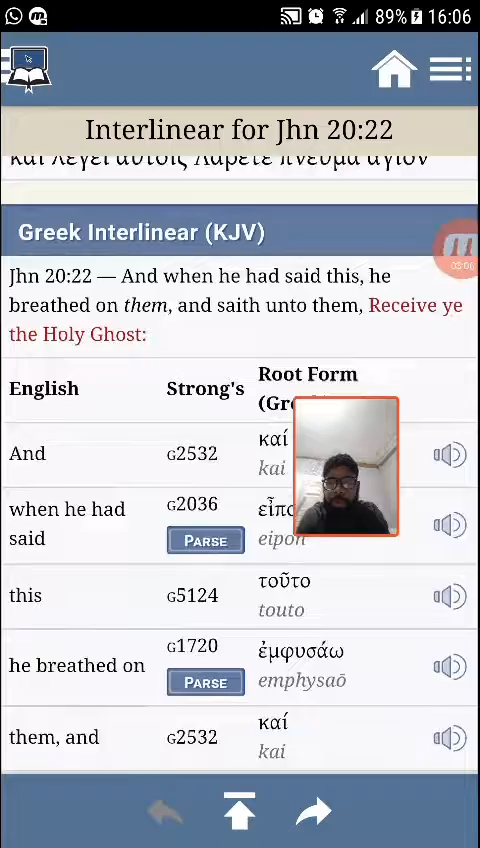 89% 16:06
Interlinear for Jhn 20:22
καὶ λέγει αὐτοῖς Λάβετε πνεῦμα ἅγιον
Greek Interlinear (KJV)
Jhn 20:22 — And when he had said this, he
breathed on them, and saith unto them, Receive ye
the Holy Ghost:
English Strong's Root Form
And G2532 καί
kai
when he had said G2036
PARSE
eipon
this G5124 τοῦτο
touto
he breathed on G1720 ἐμφυσάω
PARSE emphysaō
them, and G2532 καί
kai